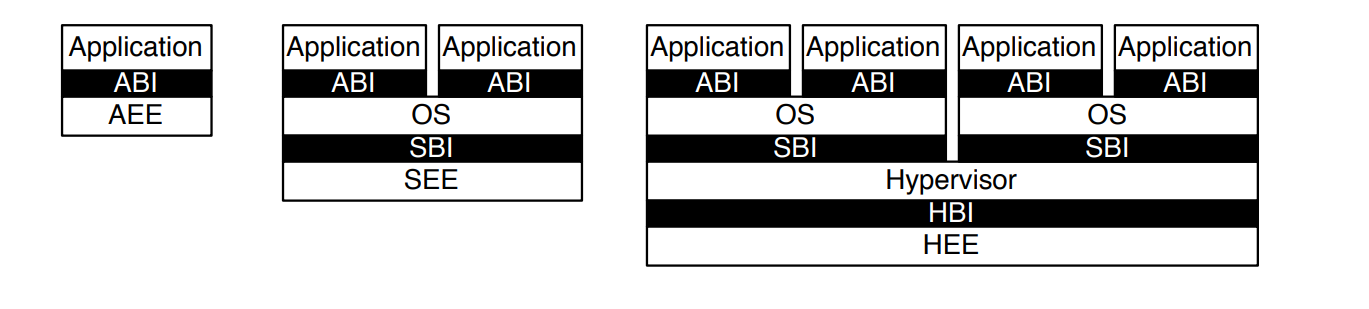 Application
ABI
AEE
Application Application
ABI ABI
OS
SBI
SEE
Application Application Application Application
ABI ABI ABI ABI
OS OS
SBI SBI
Hypervisor
HBI
HEE